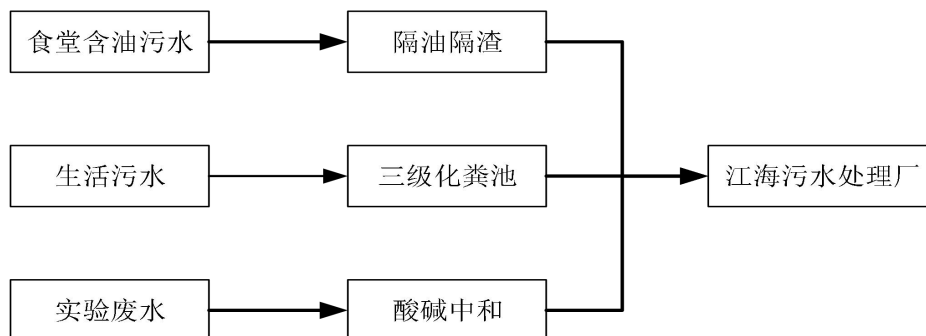 食堂含油污水
隔油隔渣
生活污水
三级化粪池
江海污水处理厂
实验废水
酸碱中和